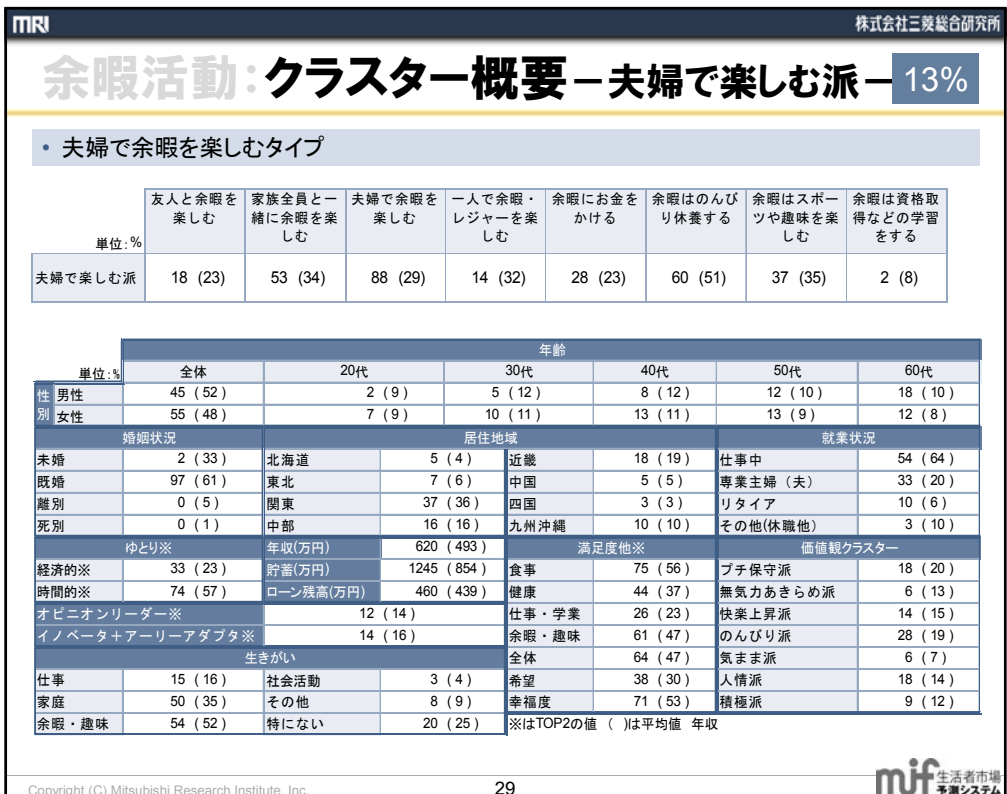 MRI 株式会社三菱総合研究所
余暇活動:クラスター概要－夫婦で楽しむ派－ 13%
• 夫婦で余暇を楽しむタイプ
単位:% 友人と余暇を楽しむ 家族全員と一緒に余暇を楽しむ 夫婦で余暇を楽しむ 一人で余暇・レジャーを楽しむ 余暇にお金をかける 余暇はのんびり休養する 余暇はスポーツや趣味を楽しむ 余暇は資格取得などの学習をする
夫婦で楽しむ派 18 (23) 53 (34) 88 (29) 14 (32) 28 (23) 60 (51) 37 (35) 2 (8)
年齢
単位:% 全体 20代 30代 40代 50代 60代
性別 男性 45 ( 52 ) 2 ( 9 ) 5 ( 12 ) 8 ( 12 ) 12 ( 10 ) 18 ( 10 )
女性 55 ( 48 ) 7 ( 9 ) 10 ( 11 ) 13 ( 11 ) 13 ( 9 ) 12 ( 8 )
婚姻状況 居住地域 就業状況
未婚 2 ( 33 ) 北海道 5 ( 4 ) 近畿 18 ( 19 ) 仕事中 54 ( 64 )
既婚 97 ( 61 ) 東北 7 ( 6 ) 中国 5 ( 5 ) 専業主婦（夫） 33 ( 20 )
離別 0 ( 5 ) 関東 37 ( 36 ) 四国 3 ( 3 ) リタイア 10 ( 6 )
死別 0 ( 1 ) 中部 16 ( 16 ) 九州沖縄 10 ( 10 ) その他(休職他) 3 ( 10 )
ゆとり※ 年収(万円) 620 ( 493 ) 満足度他※ 価値観クラスター
経済的※ 33 ( 23 ) 貯蓄(万円) 1245 ( 854 ) 食事 75 ( 56 ) プチ保守派 18 ( 20 )
時間的※ 74 ( 57 ) ローン残高(万円) 460 ( 439 ) 健康 44 ( 37 ) 無気力あきらめ派 6 ( 13 )
オピニオンリーダー※ 12 ( 14 ) 仕事・学業 26 ( 23 ) 快楽上昇派 14 ( 15 )
イノベータ+アーリーアダプタ※ 14 ( 16 ) 余暇・趣味 61 ( 47 ) のんびり派 28 ( 19 )
生きがい 全体 64 ( 47 ) 気まま派 6 ( 7 )
仕事 15 ( 16 ) 社会活動 3 ( 4 ) 希望 38 ( 30 ) 人情派 18 ( 14 )
家庭 50 ( 35 ) その他 8 ( 9 ) 幸福度 71 ( 53 ) 積極派 9 ( 12 )
余暇・趣味 54 ( 52 ) 特にない 20 ( 25 ) ※はTOP2の値 ( )は平均値 年収
Copyright (C) Mitsubishi Research Institute, Inc. 29 mif 生活者市場
予測システム